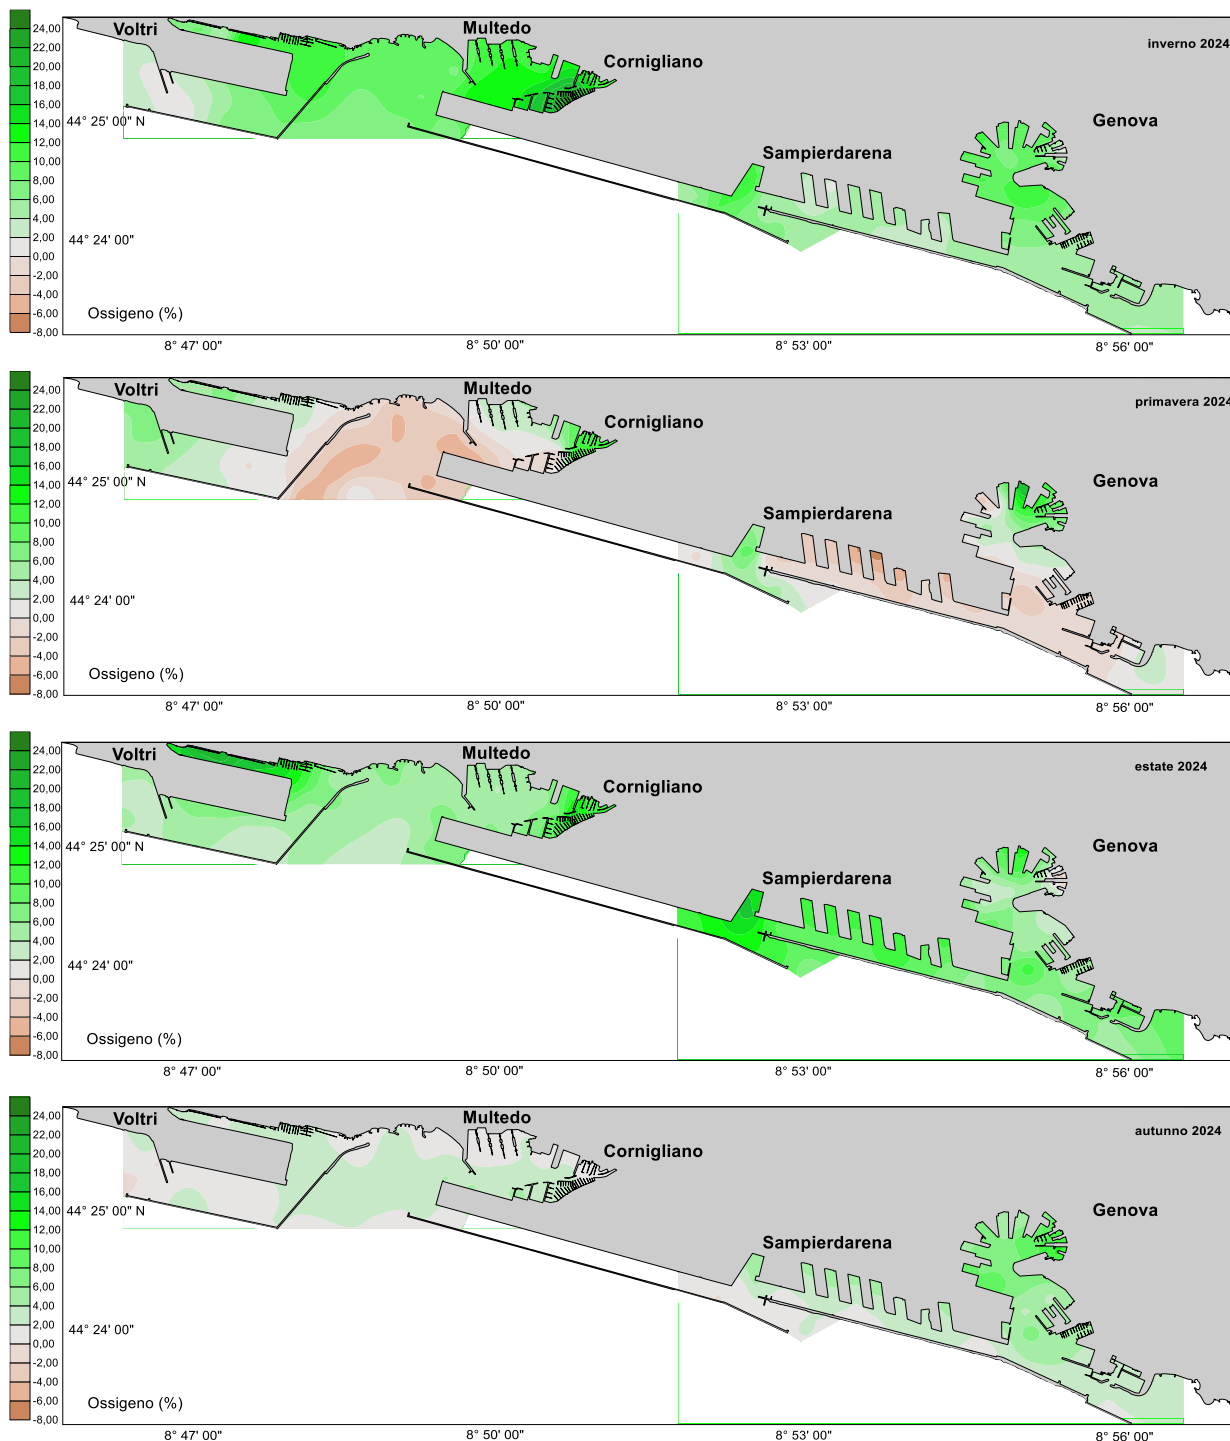 24,00
22,00
20,00
18,00
16,00
14,00
12,00
10,00
8,00
6,00
4,00
2,00
0,00
-2,00
-4,00
-6,00
-8,00
Voltri
Multedo
Cornigliano
inverno 2024
Genova
Sampierdarena
44° 25' 00" N
44° 24' 00"
Ossigeno (%)
8° 47' 00"
8° 50' 00"
8° 53' 00"
8° 56' 00"
24,00
22,00
20,00
18,00
16,00
14,00
12,00
10,00
8,00
6,00
4,00
2,00
0,00
-2,00
-4,00
-6,00
-8,00
Voltri
Multedo
Cornigliano
primavera 2024
Genova
Sampierdarena
44° 25' 00" N
44° 24' 00"
Ossigeno (%)
8° 47' 00"
8° 50' 00"
8° 53' 00"
8° 56' 00"
24,00
22,00
20,00
18,00
16,00
14,00
12,00
10,00
8,00
6,00
4,00
2,00
0,00
-2,00
-4,00
-6,00
-8,00
Voltri
Multedo
Cornigliano
estate 2024
Genova
Sampierdarena
44° 25' 00" N
44° 24' 00"
Ossigeno (%)
8° 47' 00"
8° 50' 00"
8° 53' 00"
8° 56' 00"
24,00
22,00
20,00
18,00
16,00
14,00
12,00
10,00
8,00
6,00
4,00
2,00
0,00
-2,00
-4,00
-6,00
-8,00
Voltri
Multedo
Cornigliano
autunno 2024
Genova
Sampierdarena
44° 25' 00" N
44° 24' 00"
Ossigeno (%)
8° 47' 00"
8° 50' 00"
8° 53' 00"
8° 56' 00"